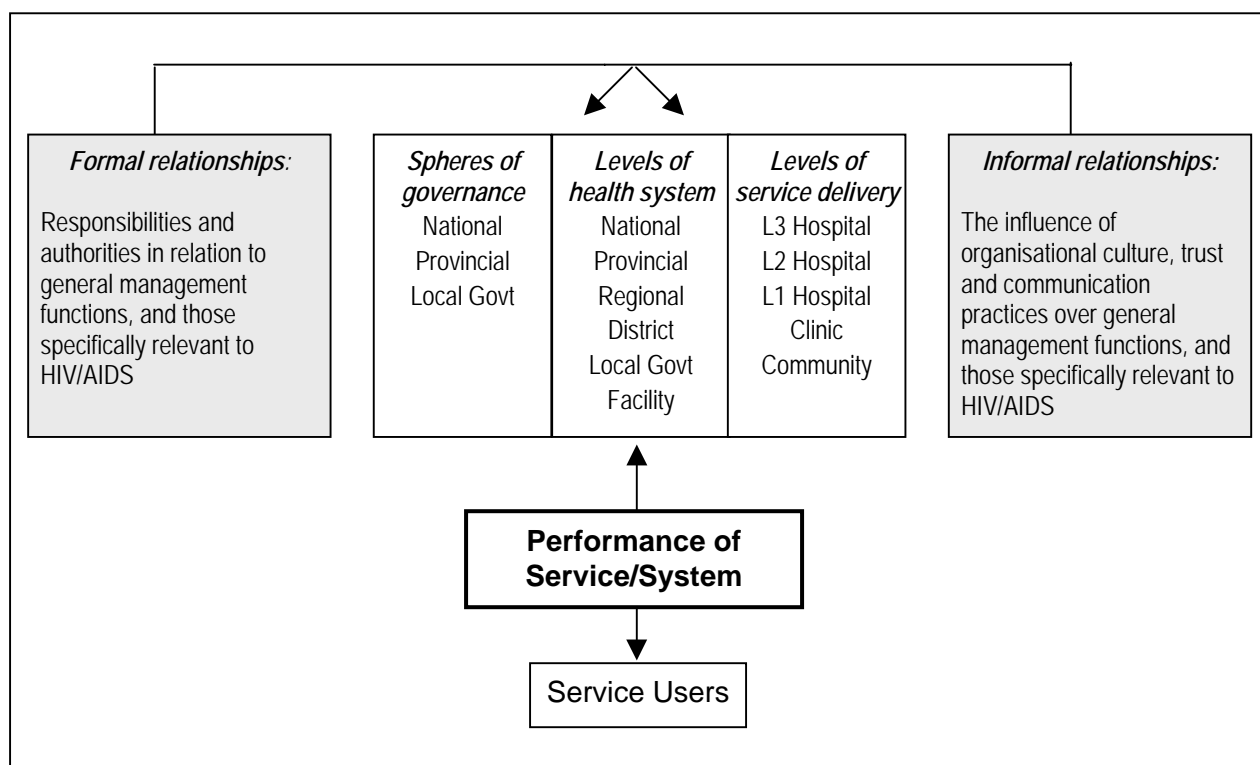 Formal relationships:
Responsibilities and
authorities in relation to
general management
functions, and those
specifically relevant to
HIV/AIDS
Spheres of
governance
National
Provincial
Local Govt
Levels of
health system
National
Provincial
Regional
District
Local Govt
Facility
Levels of
service delivery
L3 Hospital
L2 Hospital
L1 Hospital
Clinic
Community
Informal relationships:
The influence of
organisational culture, trust
and communication
practices over general
management functions, and
those specifically relevant to
HIV/AIDS
Performance of
Service/System
Service Users